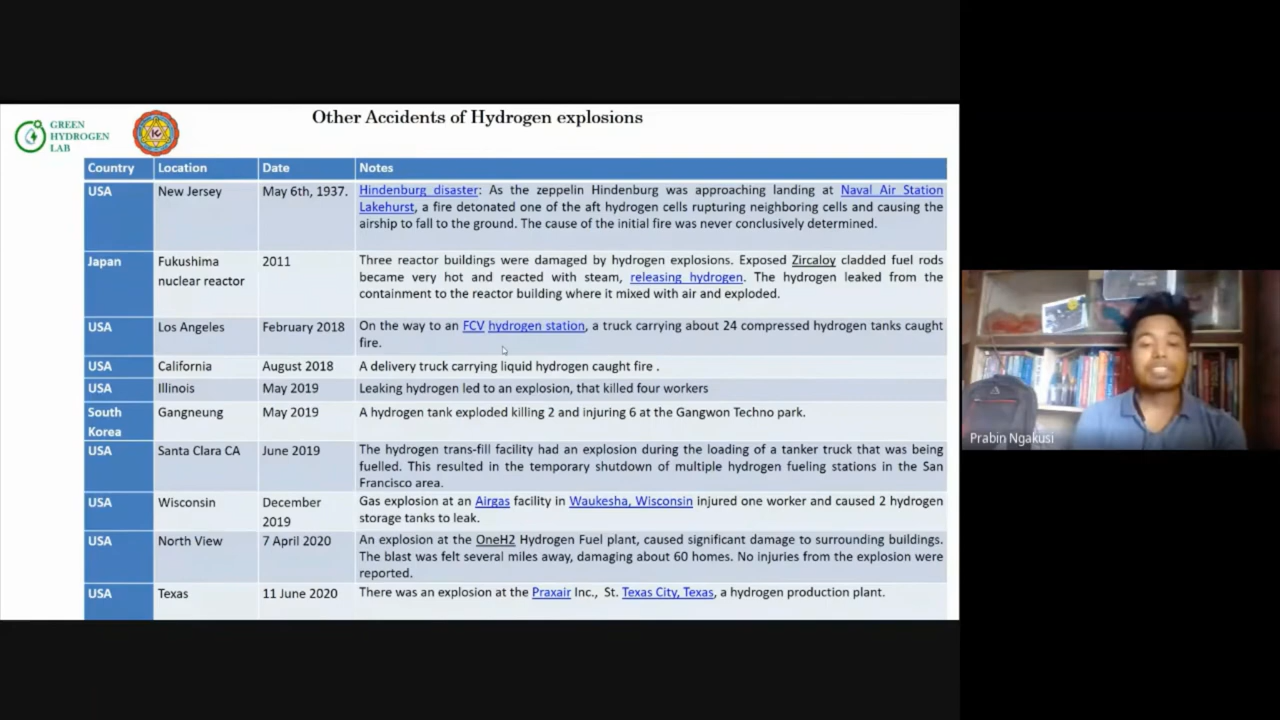 Other Accidents of Hydrogen explosions
GREEN
HYDROGEN
LAB
Country Location Date Notes
USA New Jersey May 6th, 1937. Hindenburg disaster: As the zeppelin Hindenburg was approaching landing at Naval Air Station
Lakehurst, a fire detonated one of the aft hydrogen cells rupturing neighboring cells and causing the
airship to fall to the ground. The cause of the initial fire was never conclusively determined.
Japan Fukushima 2011 Three reactor buildings were damaged by hydrogen explosions. Exposed Zircaloy cladded fuel rods
nuclear reactor became very hot and reacted with steam, releasing hydrogen. The hydrogen leaked from the
containment to the reactor building where it mixed with air and exploded.
USA Los Angeles February 2018 On the way to an FCV hydrogen station, a truck carrying about 24 compressed hydrogen tanks caught
fire.
USA California August 2018 A delivery truck carrying liquid hydrogen caught fire .
USA Illinois May 2019 Leaking hydrogen led to an explosion, that killed four workers
South Gangneung May 2019 A hydrogen tank exploded killing 2 and injuring 6 at the Gangwon Techno park.
Korea
USA Santa Clara CA June 2019 The hydrogen trans-fill facility had an explosion during the loading of a tanker truck that was being
fuelled. This resulted in the temporary shutdown of multiple hydrogen fueling stations in the San
Francisco area.
USA Wisconsin December Gas explosion at an Airgas facility in Waukesha, Wisconsin injured one worker and caused 2 hydrogen
2019 storage tanks to leak.
USA North View 7 April 2020 An explosion at the OneH2 Hydrogen Fuel plant, caused significant damage to surrounding buildings.
The blast was felt several miles away, damaging about 60 homes. No injuries from the explosion were
reported.
USA Texas 11 June 2020 There was an explosion at the Praxair Inc., St. Texas City, Texas, a hydrogen production plant.
Prabin Ngakusi